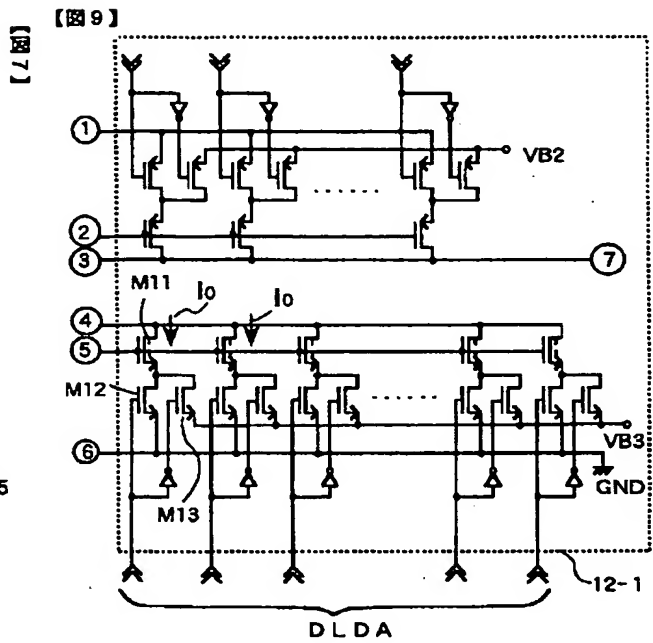 【図9】
【図7】
①
VB2
②
③
⑦
M11
I0
I0
④
⑤
M12
VB3
⑥
GND
M13
5
12-1
DLDA